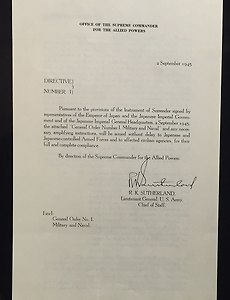 OFFICE OF THE SUPREME COMMANDER
FOR THE ALLIED POWERS
2 September 1945
DIRECTIVE)
NUMBER 1)
Pursuant to the provisions of the Instrument of Surrender signed by
representatives of the Emperor of Japan and the Japanese Imperial Govern-
ment and of the Japanese Imperial General Headquarters, 2 September 1945,
the attached "General Order Number 1, Military and Naval" and any neces-
sary amplifying instructions, will be issued without delay to Japanese and
Japanese-controlled Armed Forces and to affected civilian agencies, for their
full and complete compliance.
By direction of the Supreme Commander for the Allied Powers:
R. K. SUTHERLAND,
Lieutenant General, U. S. Army
Chief of Staff.
Incl:
General Order No. 1,
Military and Naval.